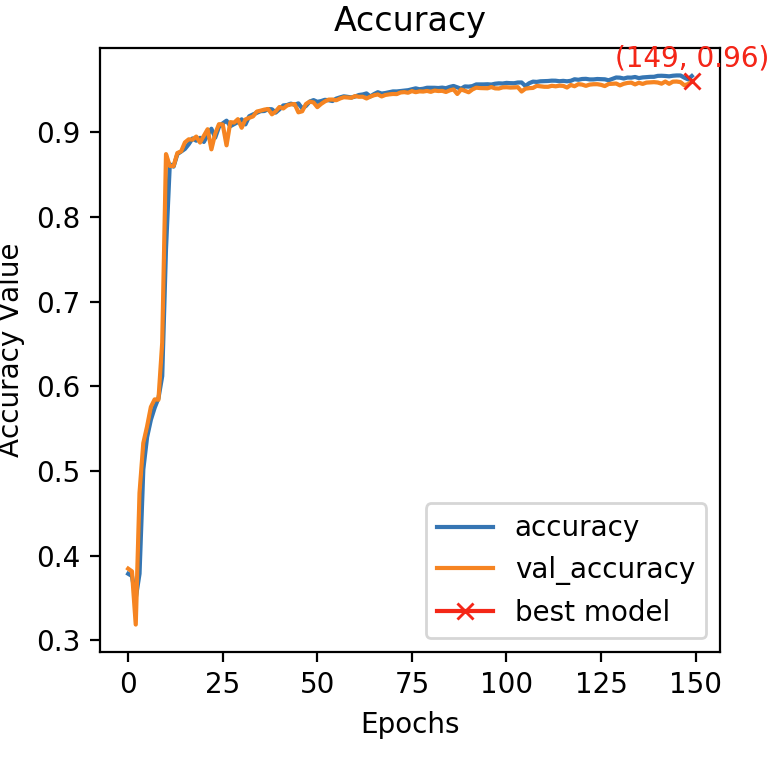 Accuracy
(149, 0.96)
Accuracy Value
0.9
0.8
0.7
0.6
0.5
0.4
0.3
accuracy
val_accuracy
best model
0 25 50 75 100 125 150
Epochs